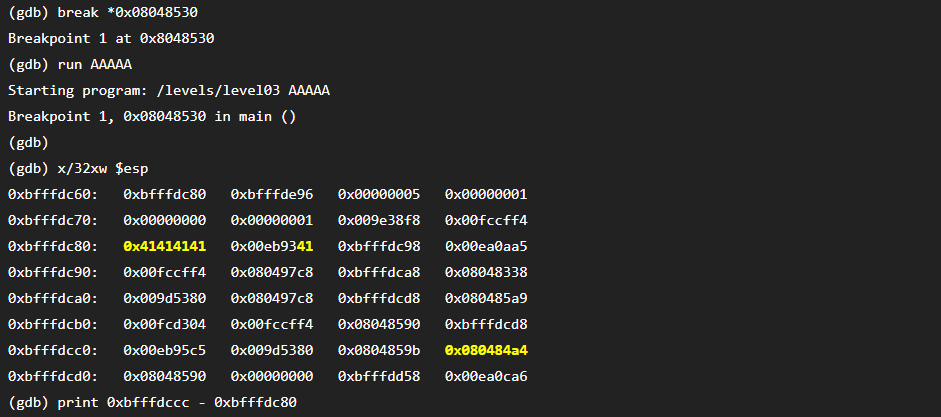 (gdb) break *0x08048530
Breakpoint 1 at 0x8048530
(gdb) run AAAAA
Starting program: /levels/level03 AAAAA
Breakpoint 1, 0x08048530 in main ()
(gdb)
(gdb) x/32xw $esp
0xbfffdc60: 0xbfffdc80 0xbfffde96 0x00000005 0x00000001
0xbfffdc70: 0x00000000 0x00000001 0x009e38f8 0x00fccff4
0xbfffdc80: 0x41414141 0x00eb9341 0xbfffdc98 0x00ea0aa5
0xbfffdc90: 0x00fccff4 0x080497c8 0xbfffdca8 0x08048338
0xbfffdca0: 0x009d5380 0x080497c8 0xbfffdcd8 0x080485a9
0xbfffdcb0: 0x00fcd304 0x00fccff4 0x08048590 0xbfffdcd8
0xbfffdcc0: 0x00eb95c5 0x009d5380 0x0804859b 0x080484a4
0xbfffdcd0: 0x08048590 0x00000000 0xbfffdd58 0x00ea0ca6
(gdb) print 0xbfffdccc - 0xbfffdc80